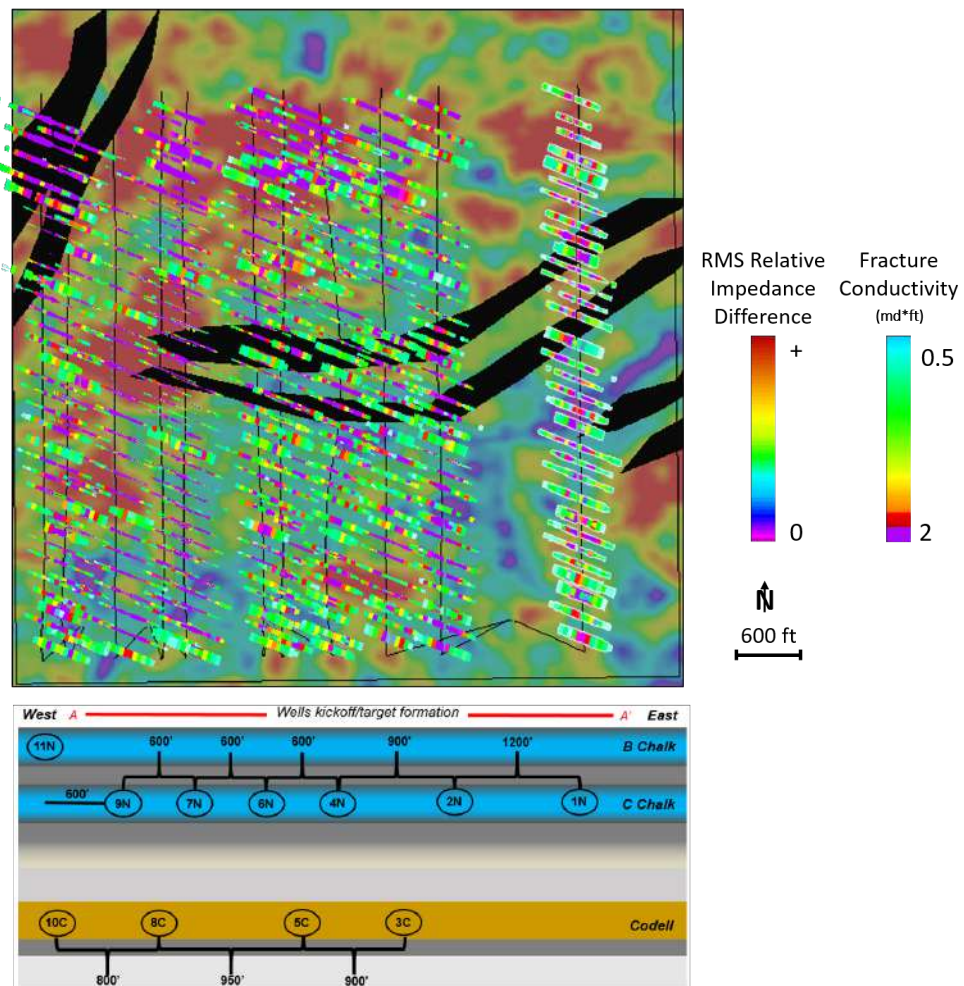 RMS Relative Impedance Difference
Fracture Conductivity (md*ft)
+
0
0.5
2
N
600 ft
West A Wells kickoff/target formation A' East
11N 600' 600' 800' 900' 1200' B Chalk
600' 9N 7N 6N 4N 2N 1N C Chalk
10C 8C 5C 3C Codell
800' 950' 900'